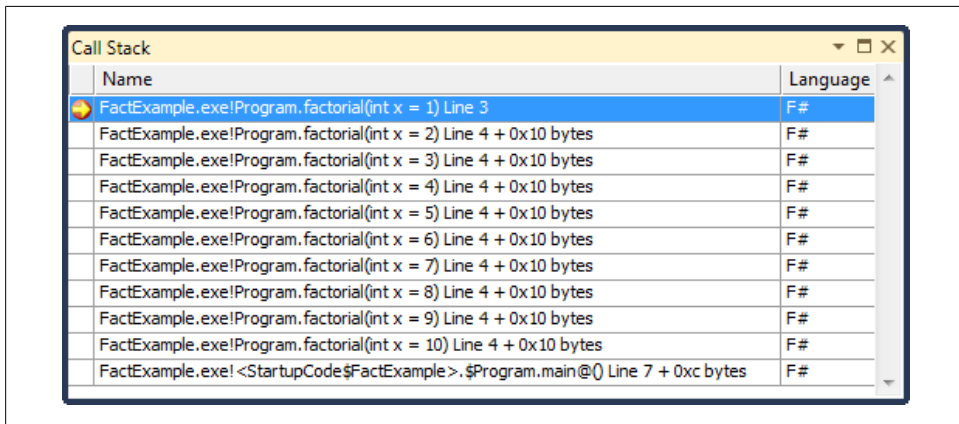 Call Stack
Name Language
FactExample.exe!Program.factorial(int x = 1) Line 3 F#
FactExample.exe!Program.factorial(int x = 2) Line 4 + 0x10 bytes F#
FactExample.exe!Program.factorial(int x = 3) Line 4 + 0x10 bytes F#
FactExample.exe!Program.factorial(int x = 4) Line 4 + 0x10 bytes F#
FactExample.exe!Program.factorial(int x = 5) Line 4 + 0x10 bytes F#
FactExample.exe!Program.factorial(int x = 6) Line 4 + 0x10 bytes F#
FactExample.exe!Program.factorial(int x = 7) Line 4 + 0x10 bytes F#
FactExample.exe!Program.factorial(int x = 8) Line 4 + 0x10 bytes F#
FactExample.exe!Program.factorial(int x = 9) Line 4 + 0x10 bytes F#
FactExample.exe!Program.factorial(int x = 10) Line 4 + 0x10 bytes F#
FactExample.exe!<StartupCode$FactExample>.$Program.main@() Line 7 + 0xc bytes F#